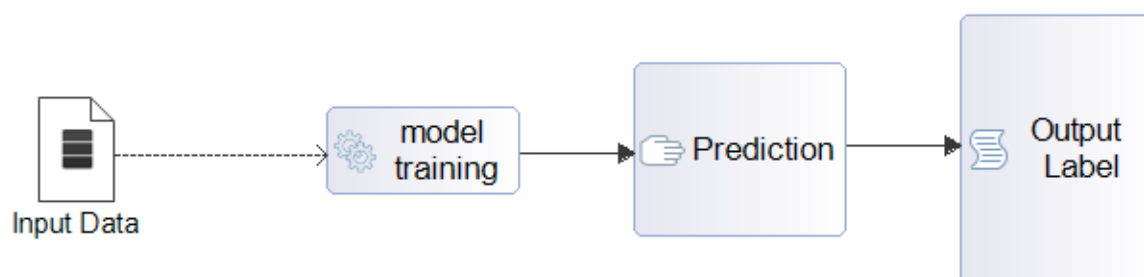 Input Data
model
training
Prediction
Output
Label